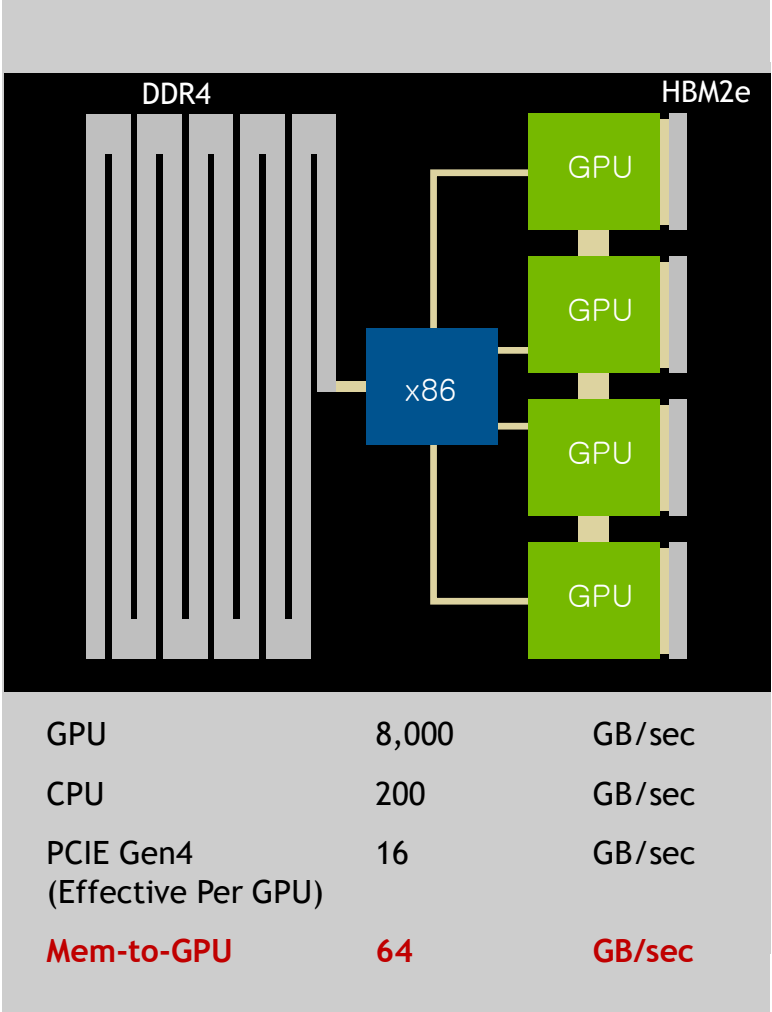 DDR4
HBM2e
GPU
GPU
x86
GPU
GPU
GPU 8,000 GB/sec
CPU 200 GB/sec
PCIE Gen4 16 GB/sec
(Effective Per GPU)
Mem-to-GPU 64 GB/sec